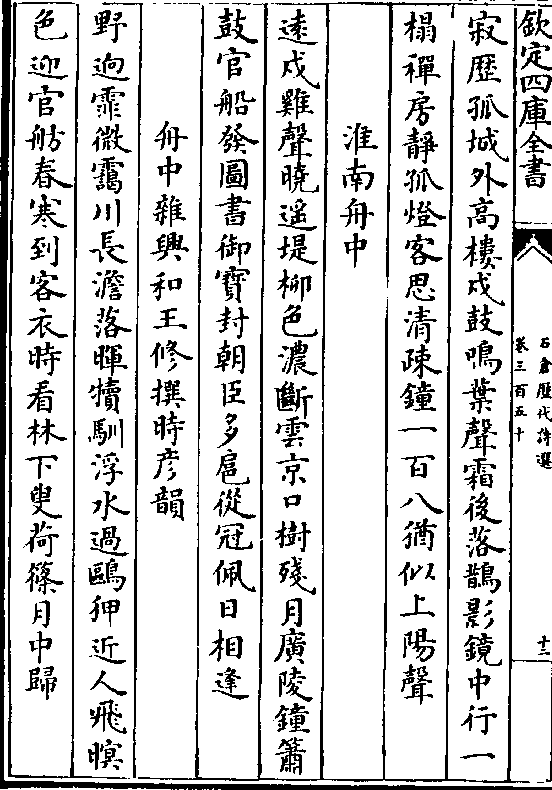 欽定四庫全書
石倉歷代詩選
卷三百五十
十二
寂歴孤城外高樓戍鼓鳴葉聲霜後落鵲影鏡中行一
榻禪房靜孤燈客思清疎鐘一百八猶似上陽聲
淮南舟中
遠戍雞聲曉遥堤柳色濃斷雲京口樹殘月廣陵鐘簫
鼓官船發圖書御寶封朝臣多扈從冠佩日相逢
舟中雜興和王修撰時彦韻
野迥霏微靄川長澹落暉犢馴浮水過鷗狎近人飛暝
色迎官舫春寒到客衣時看林下叟荷篠月中歸